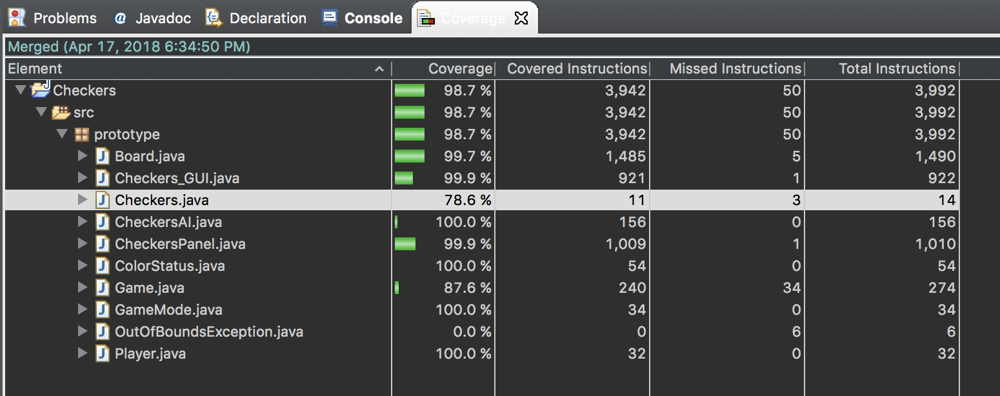 Problems @ Javadoc Declaration Console Coverage
Merged (Apr 17, 2018 6:34:50 PM)
Element Coverage Covered Instructions Missed Instructions Total Instructions
Checkers 98.7 % 3,942 50 3,992
src 98.7 % 3,942 50 3,992
prototype 98.7 % 3,942 50 3,992
Board.java 99.7 % 1,485 5 1,490
Checkers_GUI.java 99.9 % 921 1 922
Checkers.java 78.6 % 11 3 14
CheckersAI.java 100.0 % 156 0 156
CheckersPanel.java 99.9 % 1,009 1 1,010
ColorStatus.java 100.0 % 54 0 54
Game.java 87.6 % 240 34 274
GameMode.java 100.0 % 34 0 34
OutOfBoundsException.java 0.0 % 0 6 6
Player.java 100.0 % 32 0 32